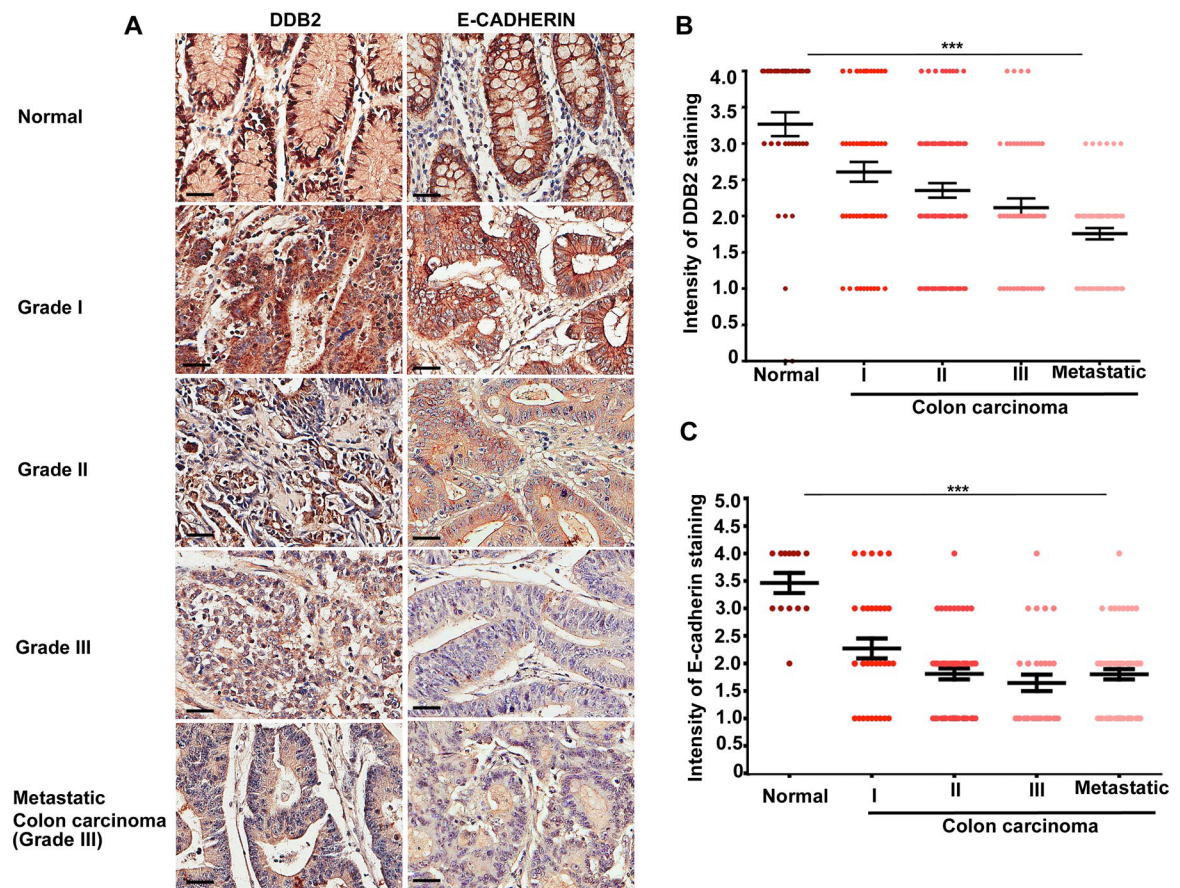 A
DDB2
E-CADHERIN
Normal
Grade I
Grade II
Grade III
Metastatic
Colon carcinoma
(Grade III)
B
***
Intensity of DDB2 staining
4.0
3.5
3.0
2.5
2.0
1.5
1.0
0.5
0
Normal
I
II
III
Metastatic
Colon carcinoma
C
***
Intensity of E-cadherin staining
5.0
4.5
4.0
3.5
3.0
2.5
2.0
1.5
1.0
0.5
0
Normal
I
II
III
Metastatic
Colon carcinoma